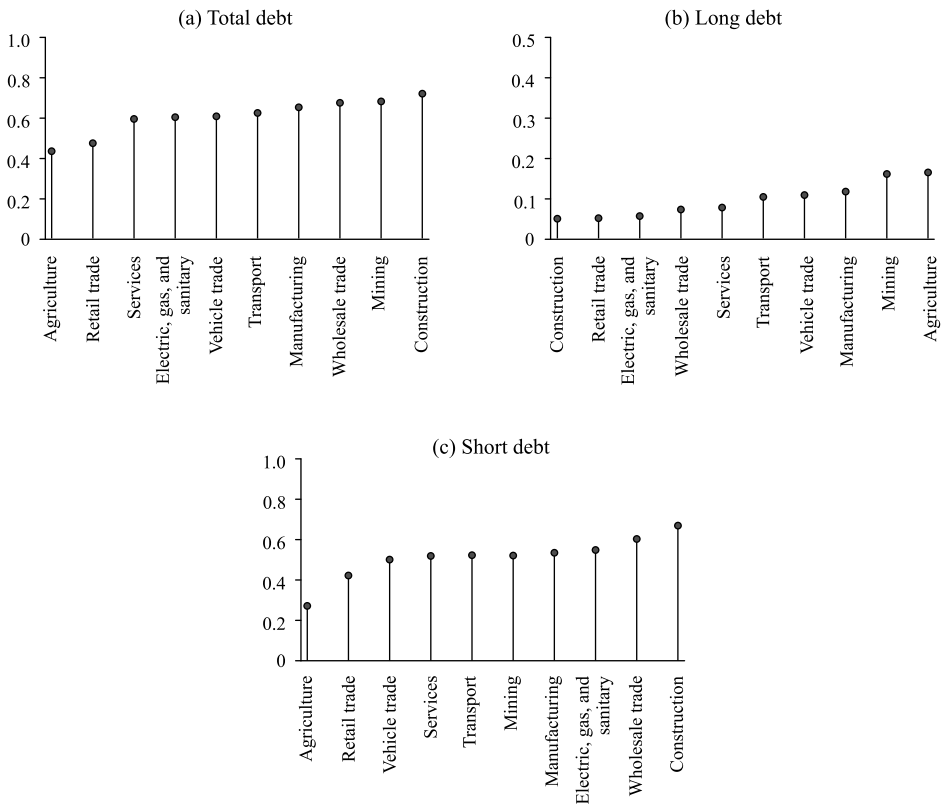 (a) Total debt
1.0
0.8
0.6
0.4
0.2
0
Agriculture
Retail trade
Services
Electric, gas, and
sanitary
Vehicle trade
Transport
Manufacturing
Wholesale trade
Mining
Construction
(b) Long debt
0.5
0.4
0.3
0.2
0.1
0
Construction
Retail trade
Electric, gas, and
sanitary
Wholesale trade
Services
Transport
Vehicle trade
Manufacturing
Mining
Agriculture
(c) Short debt
1.0
0.8
0.6
0.4
0.2
0
Agriculture
Retail trade
Vehicle trade
Services
Transport
Mining
Manufacturing
Electric, gas, and
sanitary
Wholesale trade
Construction